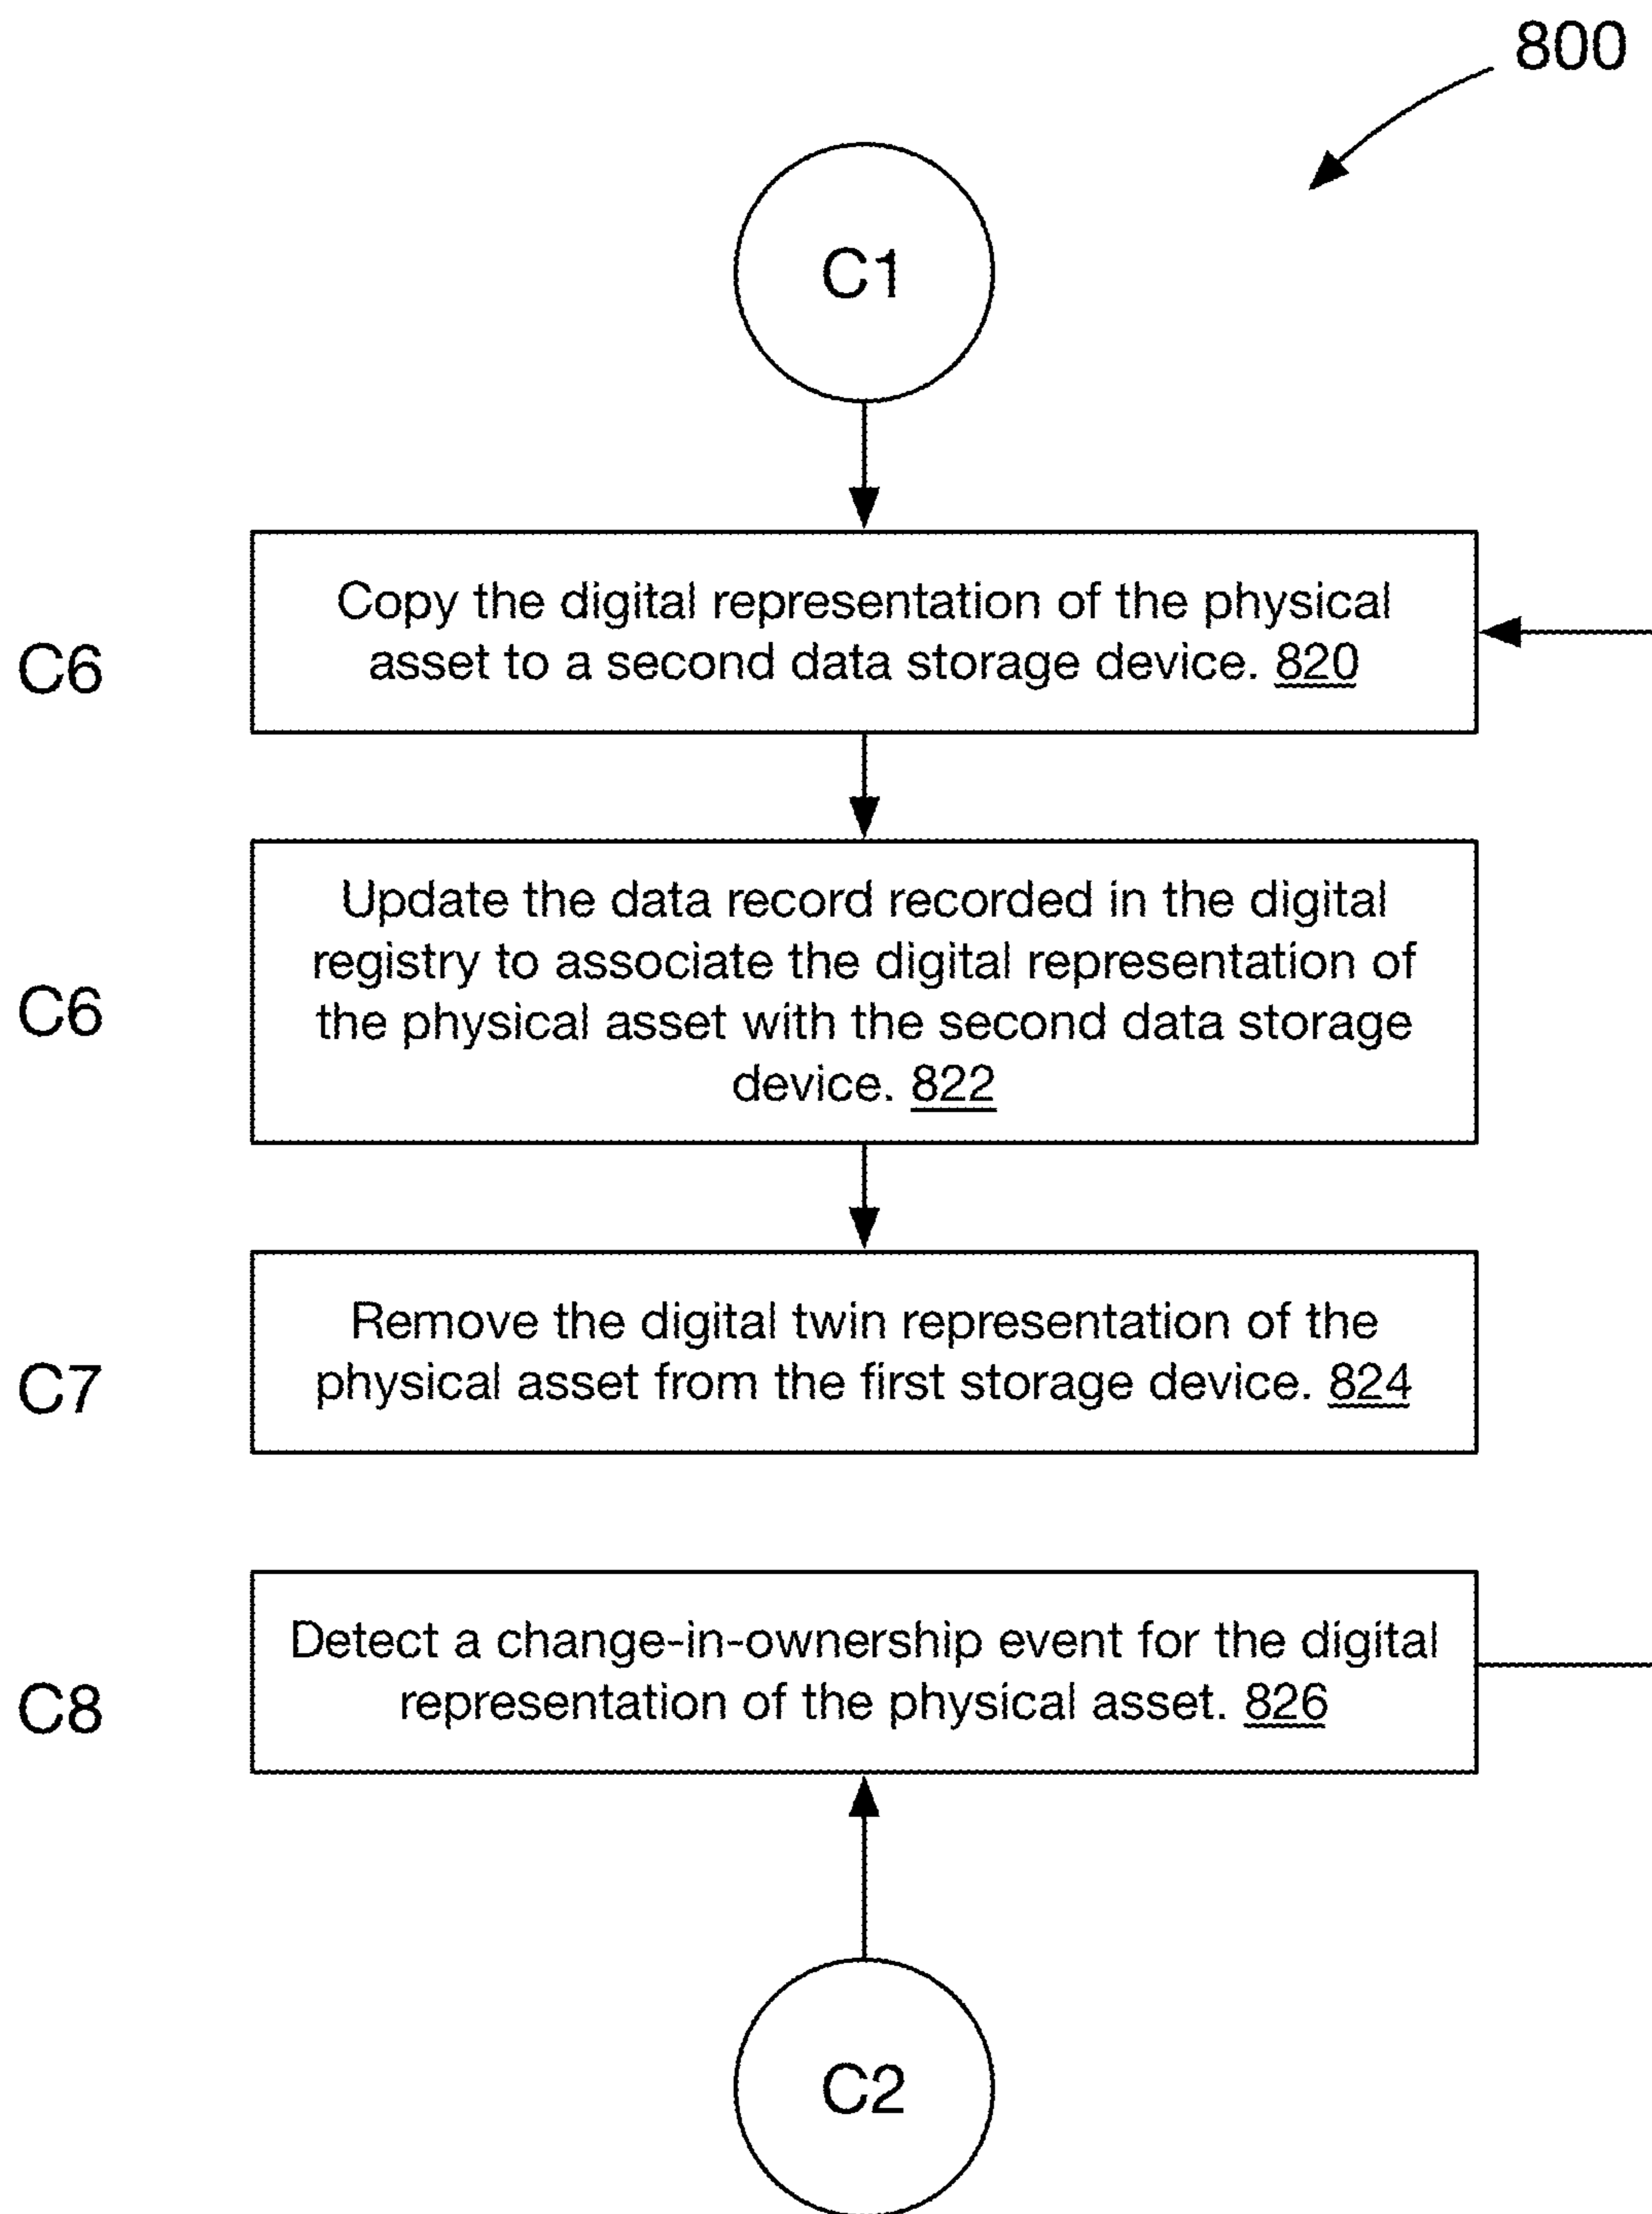 800
C1
C6
Copy the digital representation of the physical
asset to a second data storage device. 820
C6
Update the data record recorded in the digital
registry to associate the digital representation of
the physical asset with the second data storage
device. 822
C7
Remove the digital twin representation of the
physical asset from the first storage device. 824
C8
Detect a change-in-ownership event for the digital
representation of the physical asset. 826
C2